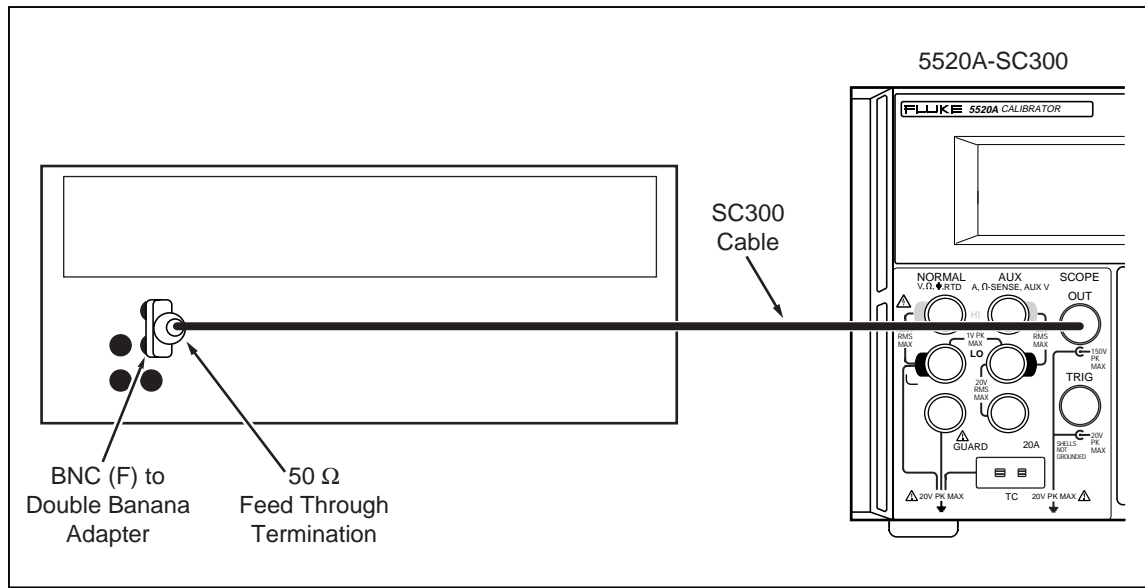 5520A-SC300
FLUKE 5520A CALIBRATOR
SC300
Cable
NORMAL
V, Ω, RTD
AUX
A, Ω-SENSE, AUX V
SCOPE
OUT
HI
RMS
MAX
1V PK
MAX
LO
RMS
MAX
150V
PK
MAX
20V
RMS
MAX
TRIG
GUARD
20A
SHELLS
NOT
GROUNDED
20V
PK
MAX
20V PK MAX
TC
20V PK MAX
BNC (F) to
Double Banana
Adapter
50 Ω
Feed Through
Termination